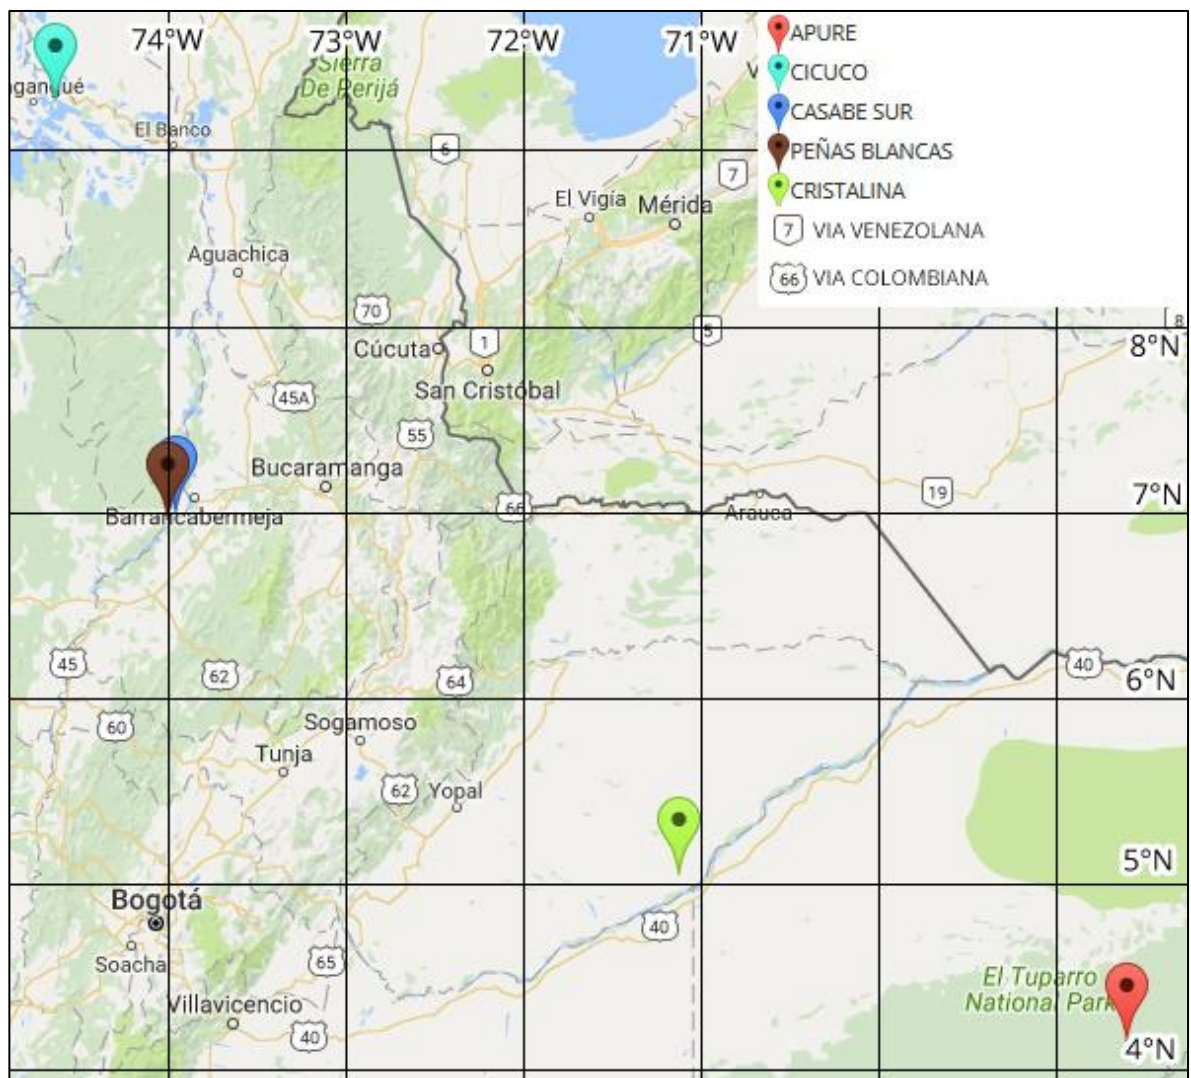 74°W
73°W
72°W
71°W
APURE
CICUCO
CASABE SUR
PEÑAS BLANCAS
CRISTALINA
7 VIA VENEZOLANA
66 VIA COLOMBIANA
Sierra
De Perijá
gangué
El Banco
6
7
El Vigía
Mérida
Aguachica
70
5
8
8°N
Cúcuta
1
San Cristóbal
45A
55
Bucaramanga
19
7°N
66
Barrancabermeja
Arauca
45
62
64
40
6°N
60
Sogamoso
Tunja
62
Yopal
5°N
Bogotá
40
Soacha
65
El Tuparro
National Park
Villavicencio
40
4°N